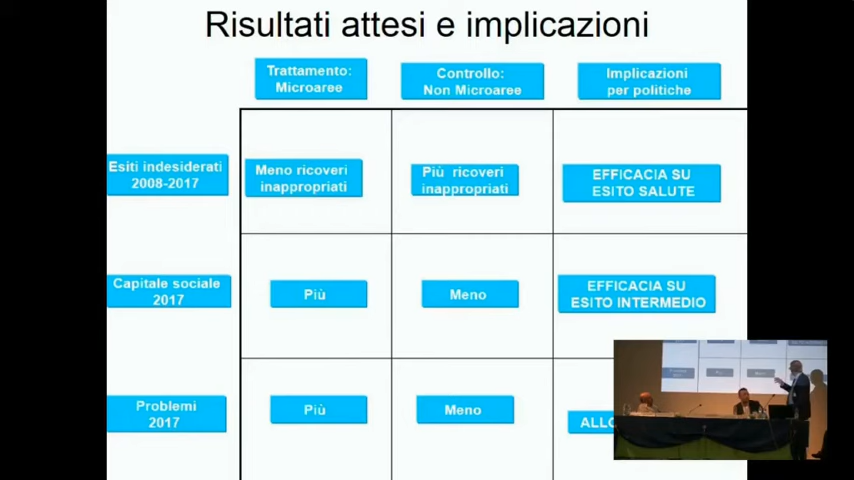 Risultati attesi e implicazioni
Trattamento:
Microaree
Controllo:
Non Microaree
Implicazioni
per politiche
Esiti indesiderati
2008-2017
Meno ricoveri
inappropriati
Più ricoveri
inappropriati
EFFICACIA SU
ESITO SALUTE
Capitale sociale
2017
Più
Meno
EFFICACIA SU
ESITO INTERMEDIO
Problemi
2017
Più
Meno